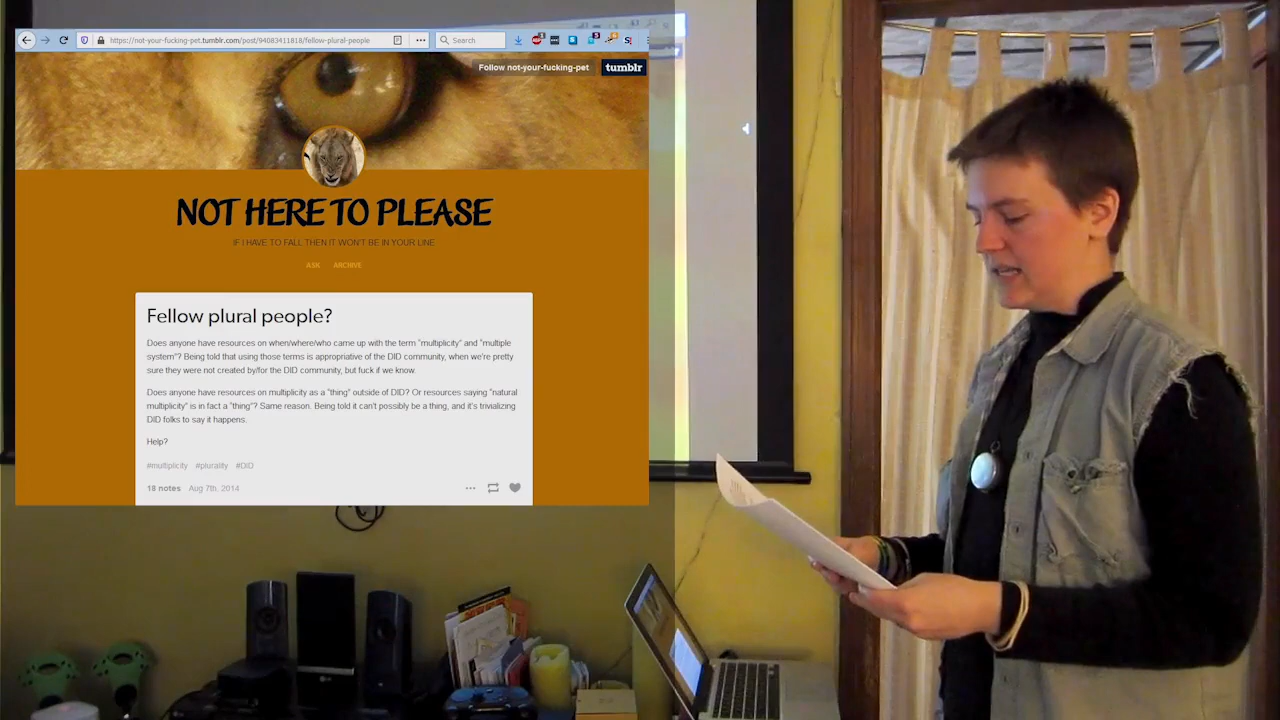 https://not-your-fucking-pet.tumblr.com/post/94083411818/fellow-plural-people
Search
Follow not-your-fucking-pet
tumblr
NOT HERE TO PLEASE
IF I HAVE TO FALL THEN IT WON'T BE IN YOUR LINE
ASK ARCHIVE
Fellow plural people?
Does anyone have resources on when/where/who came up with the term "multiplicity" and "multiple
system"? Being told that using those terms is appropriative of the DID community, when we're pretty
sure they were not created by/for the DID community, but fuck if we know.
Does anyone have resources on multiplicity as a "thing" outside of DID? Or resources saying "natural
multiplicity" is in fact a "thing"? Same reason. Being told it can't possibly be a thing, and it's trivializing
DID folks to say it happens.
Help?
#multiplicity #plurality #DID
18 notes Aug 7th, 2014